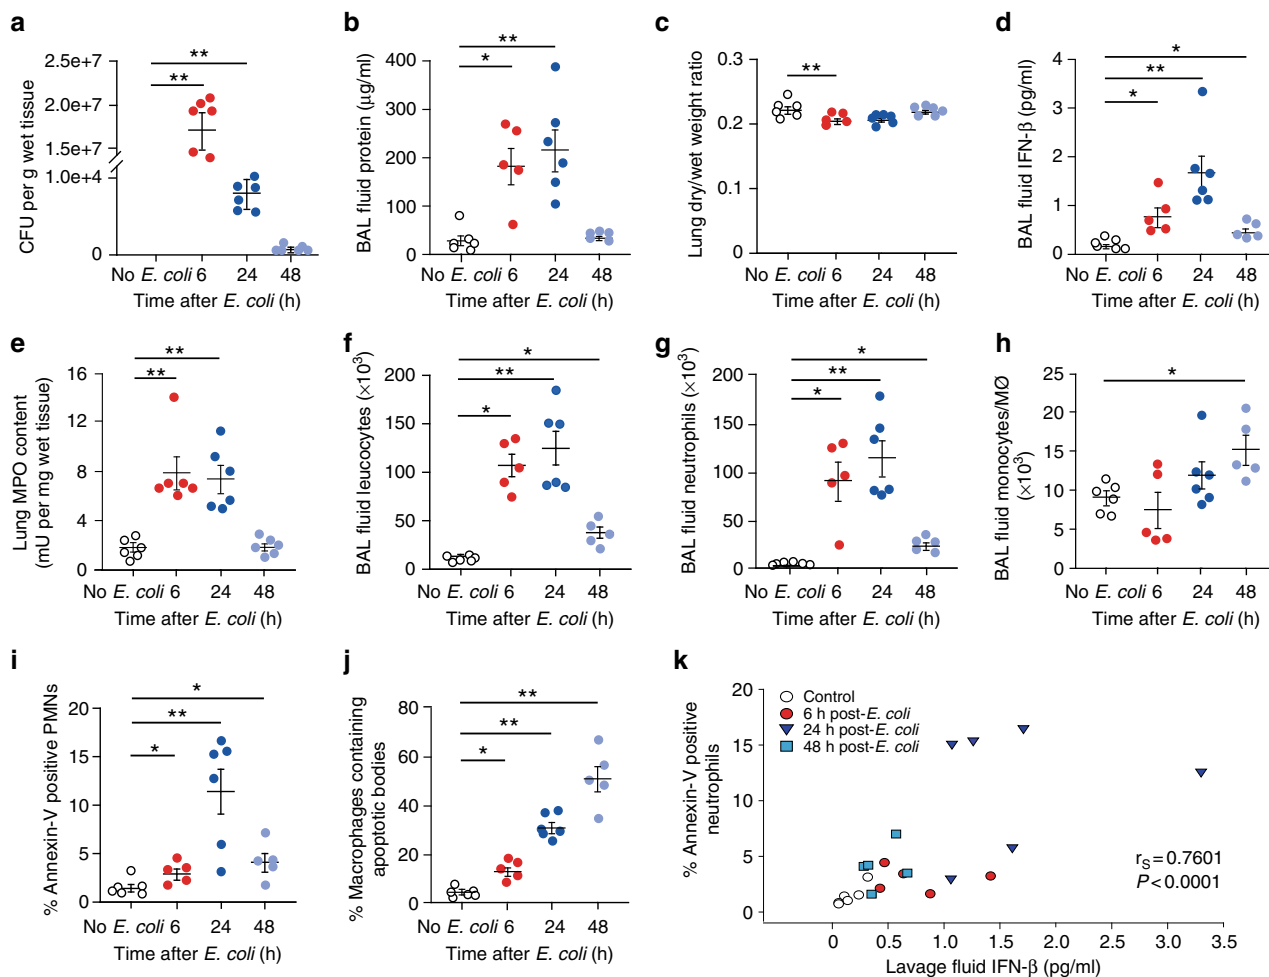 a
CFU per g wet tissue
2.5e+7
2.0e+7
1.5e+7
1.0e+4
0
**
**
No E. coli 6 24 48
Time after E. coli (h)
b
BAL fluid protein (µg/ml)
400
300
200
100
0
**
*
No E. coli 6 24 48
Time after E. coli (h)
c
Lung dry/wet weight ratio
0.3
0.2
0.1
0
**
No E. coli 6 24 48
Time after E. coli (h)
d
BAL fluid IFN-β (pg/ml)
4
3
2
1
0
*
**
*
No E. coli 6 24 48
Time after E. coli (h)
e
Lung MPO content
(mU per mg wet tissue)
16
12
8
4
0
**
**
No E. coli 6 24 48
Time after E. coli (h)
f
BAL fluid leucocytes (×10³)
200
150
100
50
0
*
**
*
No E. coli 6 24 48
Time after E. coli (h)
g
BAL fluid neutrophils (×10³)
200
150
100
50
0
*
**
*
No E. coli 6 24 48
Time after E. coli (h)
h
BAL fluid monocytes/MØ
(×10³)
25
20
15
10
5
0
*
No E. coli 6 24 48
Time after E. coli (h)
i
% Annexin-V positive PMNs
20
15
10
5
0
*
**
*
No E. coli 6 24 48
Time after E. coli (h)
j
% Macrophages containing
apoptotic bodies
80
60
40
20
0
**
**
*
No E. coli 6 24 48
Time after E. coli (h)
k
% Annexin-V positive
neutrophils
20
15
10
5
0
Control
6 h post-E. coli
24 h post-E. coli
48 h post-E. coli
rS = 0.7601
P < 0.0001
0 0.5 1.0 1.5 2.0 2.5 3.0 3.5
Lavage fluid IFN-β (pg/ml)